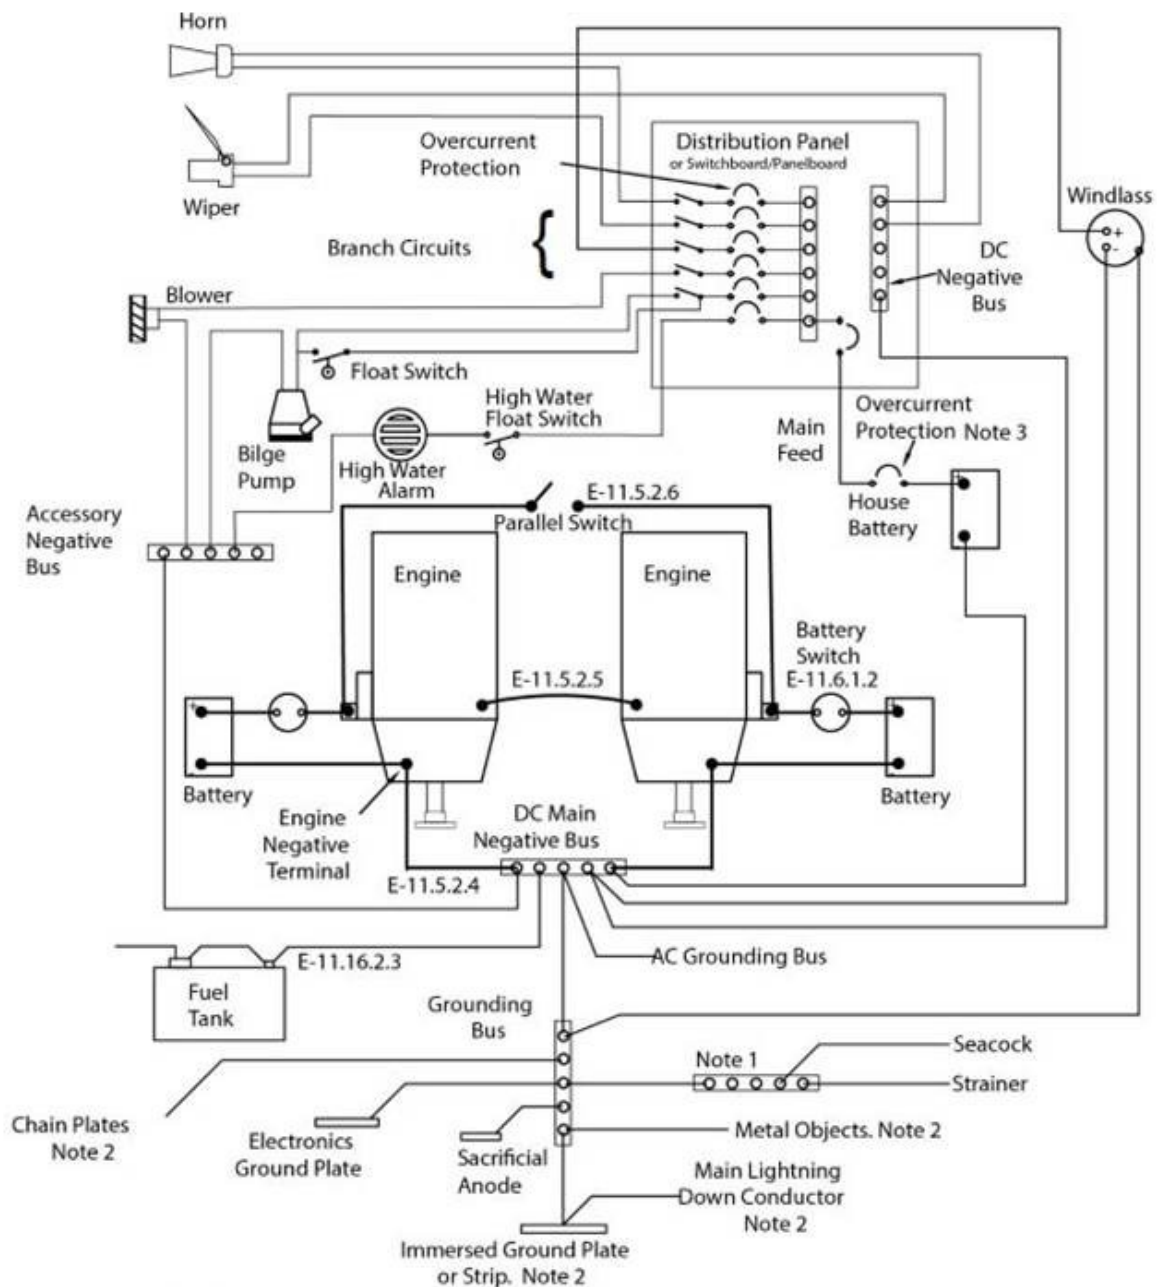 Horn
Wiper
Overcurrent
Protection
Distribution Panel
or Switchboard/Panelboard
Windlass
+
-
Branch Circuits
{
DC
Negative
Bus
Blower
Float Switch
High Water
Float Switch
Overcurrent
Protection Note 3
Main
Feed
Bilge
Pump
High Water
Alarm
House
Battery
+
-
E-11.5.2.6
Parallel Switch
Accessory
Negative
Bus
Engine
Engine
Battery
Switch
E-11.6.1.2
E-11.5.2.5
+
-
+
-
Battery
Battery
Engine
Negative
Terminal
DC Main
Negative Bus
E-11.5.2.4
E-11.16.2.3
AC Grounding Bus
Fuel
Tank
Grounding
Bus
Note 1
Seacock
Strainer
Chain Plates
Note 2
Electronics
Ground Plate
Sacrificial
Anode
Metal Objects. Note 2
Main Lightning
Down Conductor
Note 2
Immersed Ground Plate
or Strip. Note 2